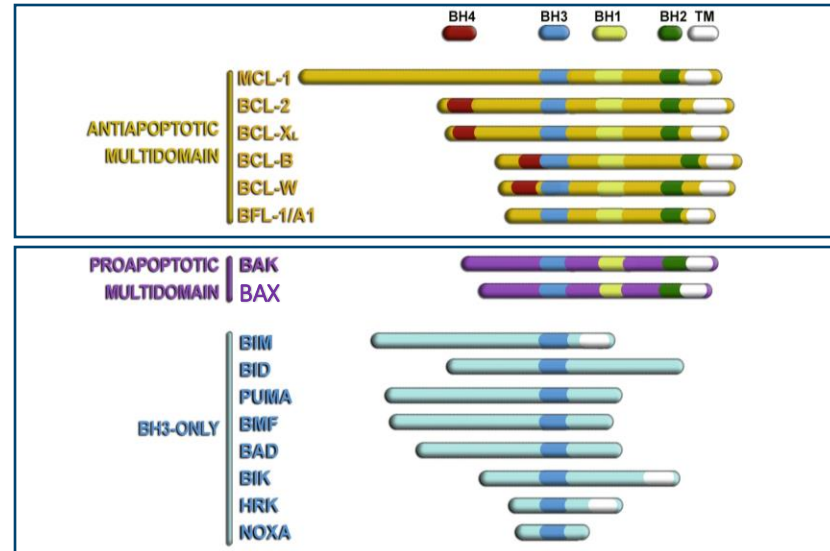 BH4 BH3 BH1 BH2 TM
MCL-1
BCL-2
ANTIAPOPTOTIC BCL-XL
MULTIDOMAIN
BCL-B
BCL-W
BFL-1/A1
PROAPOPTOTIC BAK
MULTIDOMAIN BAX
BIM
BID
PUMA
BH3-ONLY BMF
BAD
BIK
HRK
NOXA